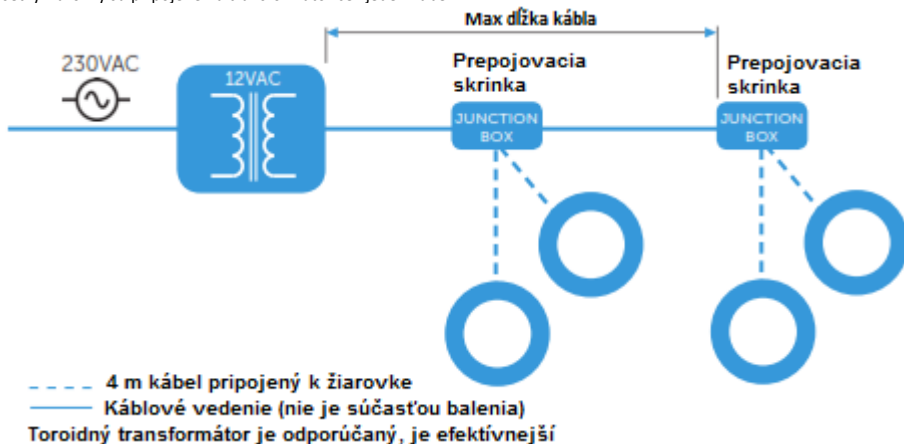 Max dĺžka kábla
230VAC
12VAC
Prepojovacia
skrinka
Prepojovacia
skrinka
JUNCTION
BOX
JUNCTION
BOX
4 m kábel pripojený k žiarovke
Káblové vedenie (nie je súčasťou balenia)
Toroidný transformátor je odporúčaný, je efektívnejší